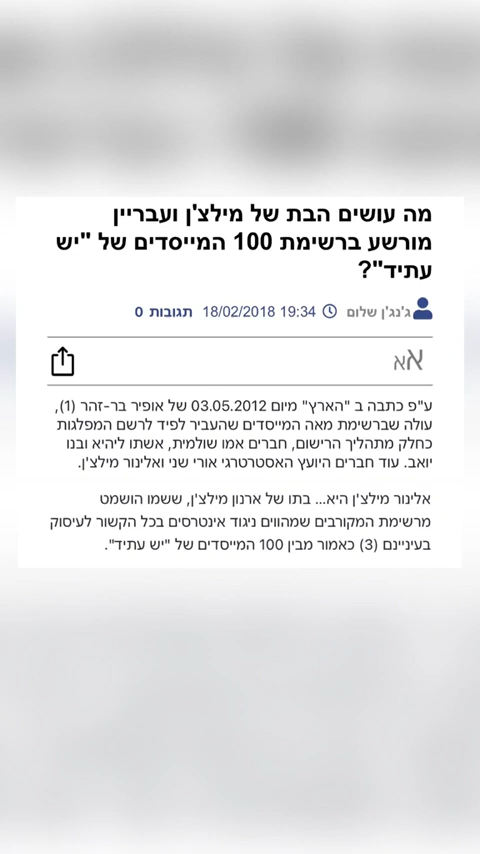 מה עושים הבת של מילצ'ן ועבריין
מורשע ברשימת 100 המייסדים של "יש
עתיד"?
ג'נג'ן שלום 18/02/2018 19:34 תגובות 0
אא
ע"פ כתבה ב "הארץ" מיום 03.05.2012 של אופיר בר-זהר (1),
עולה שברשימת מאה המייסדים שהעביר לפיד לרשם המפלגות
כחלק מתהליך הרישום, חברים אמו שולמית, אשתו ליהיא ובנו
יואב. עוד חברים היועץ האסטרטרגי אורי שני ואלינור מילצ'ן.
אלינור מילצ'ן היא... בתו של ארנון מילצ'ן, ששמו הושמט
מרשימת המקורבים שמהווים ניגוד אינטרסים בכל הקשור לעיסוק
בעיניינם (3) כאמור מבין 100 המייסדים של "יש עתיד".